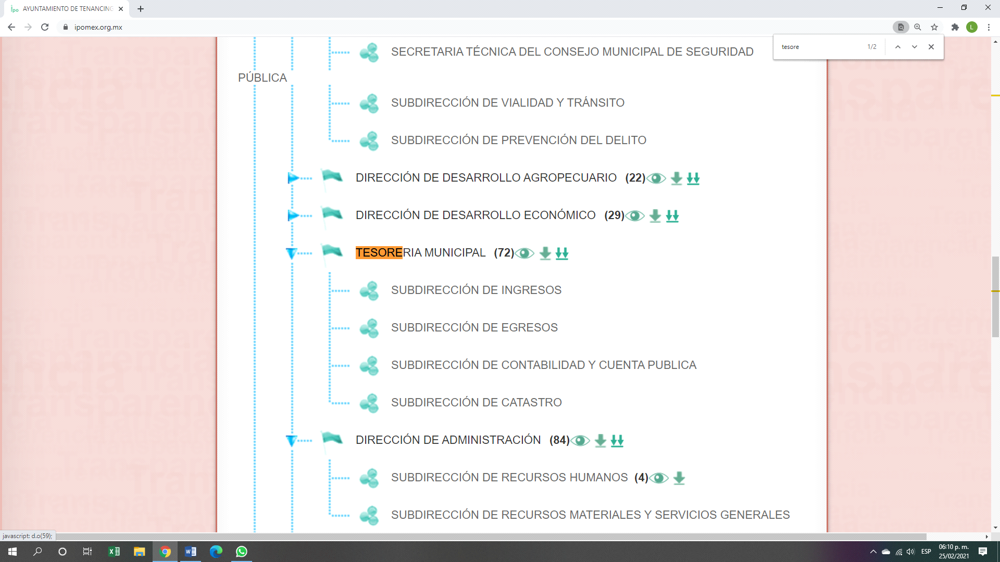 AYUNTAMIENTO DE TENANCING
ipomex.org.mx
L
tesore 1/2
SECRETARIA TÉCNICA DEL CONSEJO MUNICIPAL DE SEGURIDAD
PÚBLICA
SUBDIRECCIÓN DE VIALIDAD Y TRÁNSITO
SUBDIRECCIÓN DE PREVENCIÓN DEL DELITO
DIRECCIÓN DE DESARROLLO AGROPECUARIO (22)
DIRECCIÓN DE DESARROLLO ECONÓMICO (29)
TESORERIA MUNICIPAL (72)
SUBDIRECCIÓN DE INGRESOS
SUBDIRECCIÓN DE EGRESOS
SUBDIRECCIÓN DE CONTABILIDAD Y CUENTA PUBLICA
SUBDIRECCIÓN DE CATASTRO
DIRECCIÓN DE ADMINISTRACIÓN (84)
SUBDIRECCIÓN DE RECURSOS HUMANOS (4)
SUBDIRECCIÓN DE RECURSOS MATERIALES Y SERVICIOS GENERALES
javascript: d.o(59);
ESP
06:10 p. m.
25/02/2021